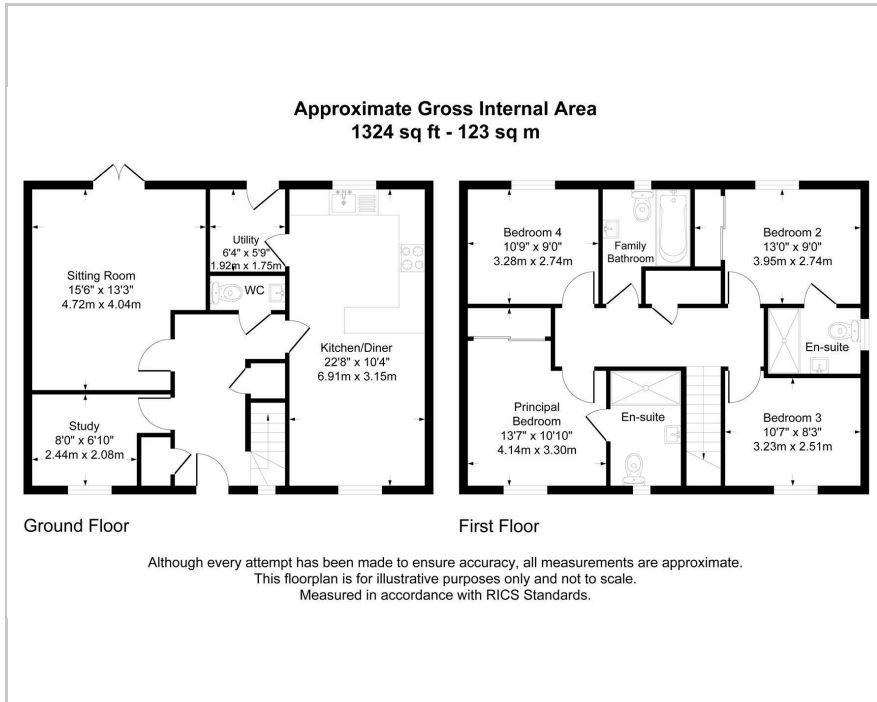 Approximate Gross Internal Area
1324 sq ft - 123 sq m
Sitting Room
15'6" x 13'3"
4.72m x 4.04m
Utility
6'4" x 5'9"
1.92m x 1.75m
WC
Kitchen/Diner
22'8" x 10'4"
6.91m x 3.15m
Study
8'0" x 6'10"
2.44m x 2.08m
Ground Floor
Bedroom 4
10'9" x 9'0"
3.28m x 2.74m
Family
Bathroom
Bedroom 2
13'0" x 9'0"
3.95m x 2.74m
En-suite
Principal
Bedroom
13'7" x 10'10"
4.14m x 3.30m
En-suite
Bedroom 3
10'7" x 8'3"
3.23m x 2.51m
First Floor
Although every attempt has been made to ensure accuracy, all measurements are approximate.
This floorplan is for illustrative purposes only and not to scale.
Measured in accordance with RICS Standards.